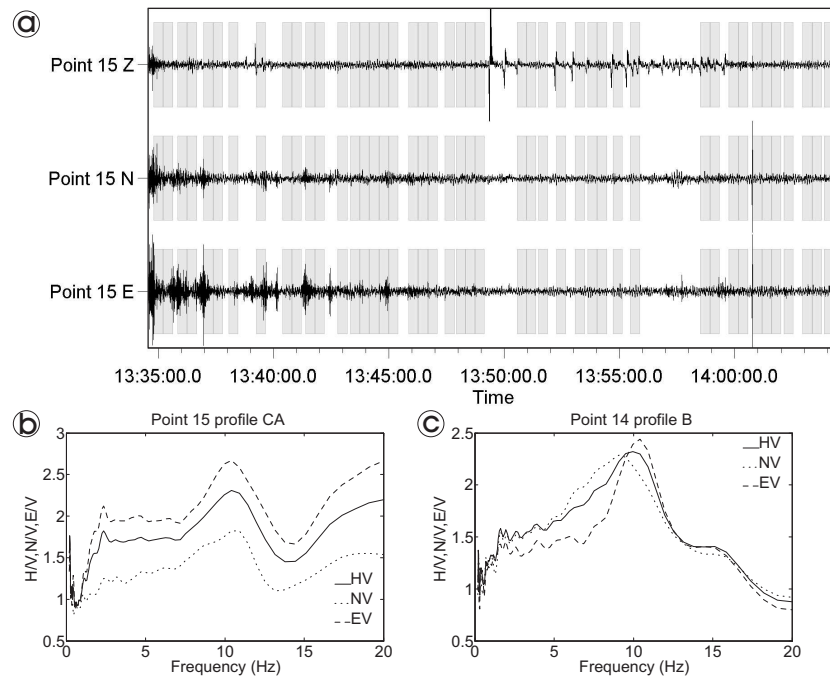 a
Point 15 Z
Point 15 N
Point 15 E
13:35:00.0 13:40:00.0 13:45:00.0 13:50:00.0 13:55:00.0 14:00:00.0
Time
b
Point 15 profile CA
H/V,N/V,E/V
3
2.5
2
1.5
1
0.5
HV
NV
EV
0 5 10 15 20
Frequency (Hz)
c
Point 14 profile B
H/V,N/V,E/V
2.5
2
1.5
1
0.5
HV
NV
EV
0 5 10 15 20
Frequency (Hz)